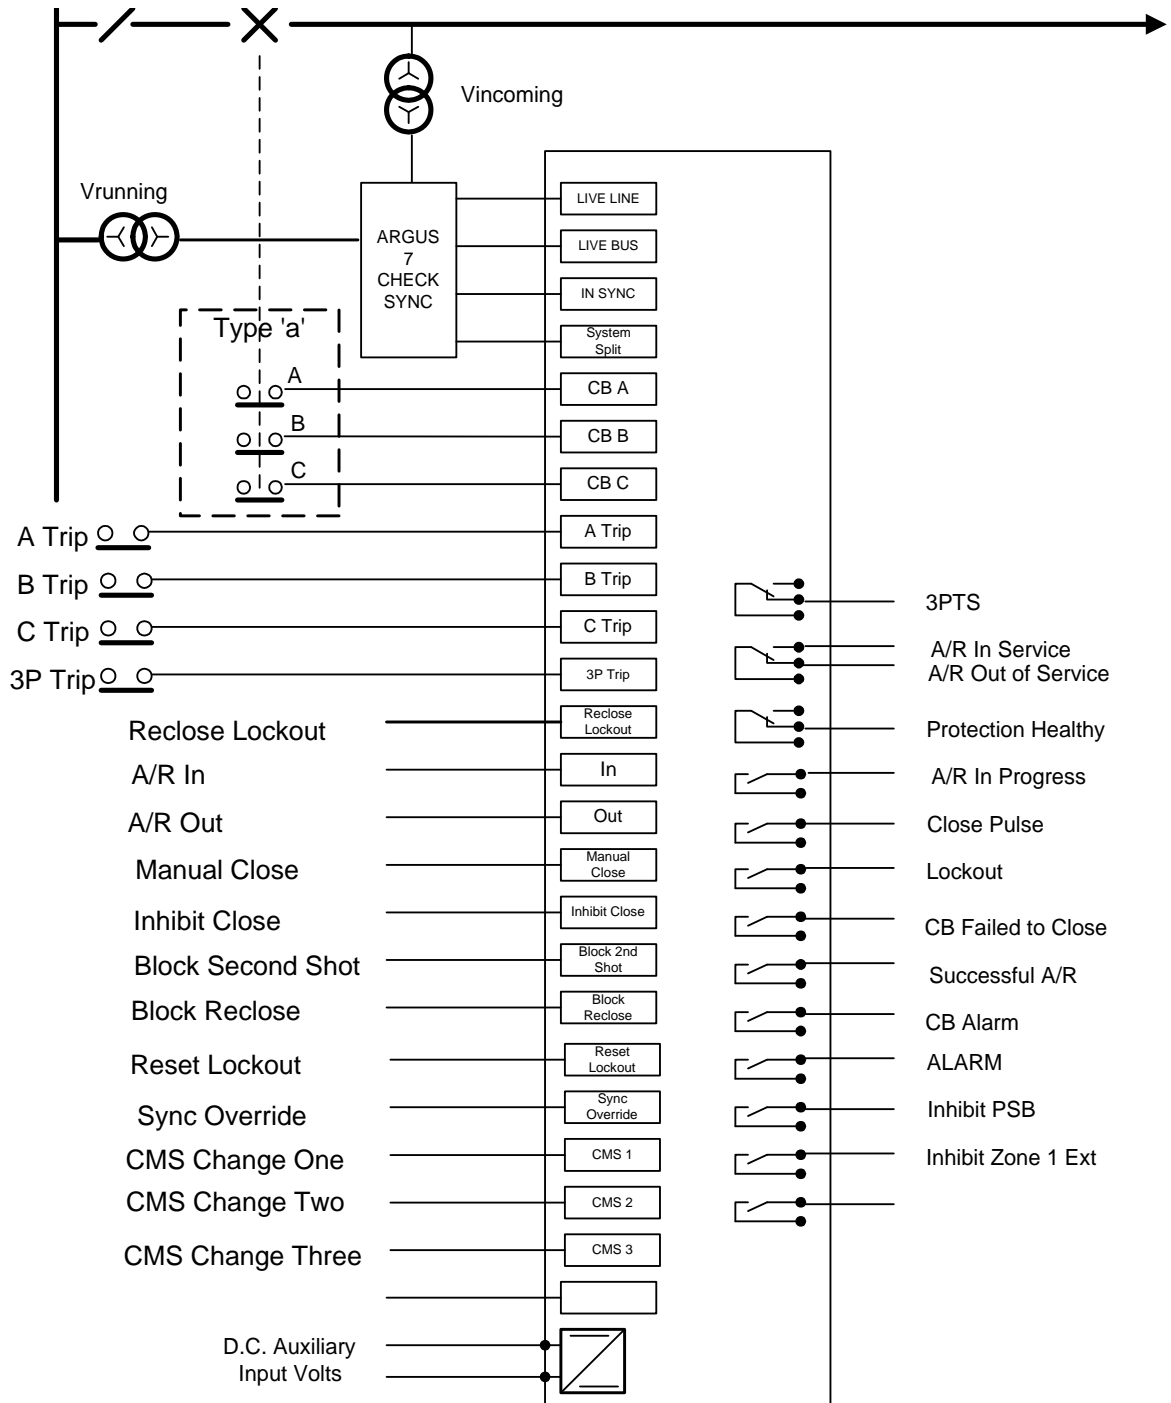 Vincoming
Vrunning
ARGUS
7
CHECK
SYNC
LIVE LINE
LIVE BUS
IN SYNC
System
Split
Type 'a'
A
CB A
B
CB B
C
CB C
A Trip
A Trip
B Trip
B Trip
C Trip
C Trip
3P Trip
3P Trip
Reclose Lockout
Reclose
Lockout
A/R In
In
A/R Out
Out
Manual Close
Manual
Close
Inhibit Close
Inhibit Close
Block Second Shot
Block 2nd
Shot
Block Reclose
Block
Reclose
Reset Lockout
Reset
Lockout
Sync Override
Sync
Override
CMS Change One
CMS 1
CMS Change Two
CMS 2
CMS Change Three
CMS 3
D.C. Auxiliary
Input Volts
3PTS
A/R In Service
A/R Out of Service
Protection Healthy
A/R In Progress
Close Pulse
Lockout
CB Failed to Close
Successful A/R
CB Alarm
ALARM
Inhibit PSB
Inhibit Zone 1 Ext